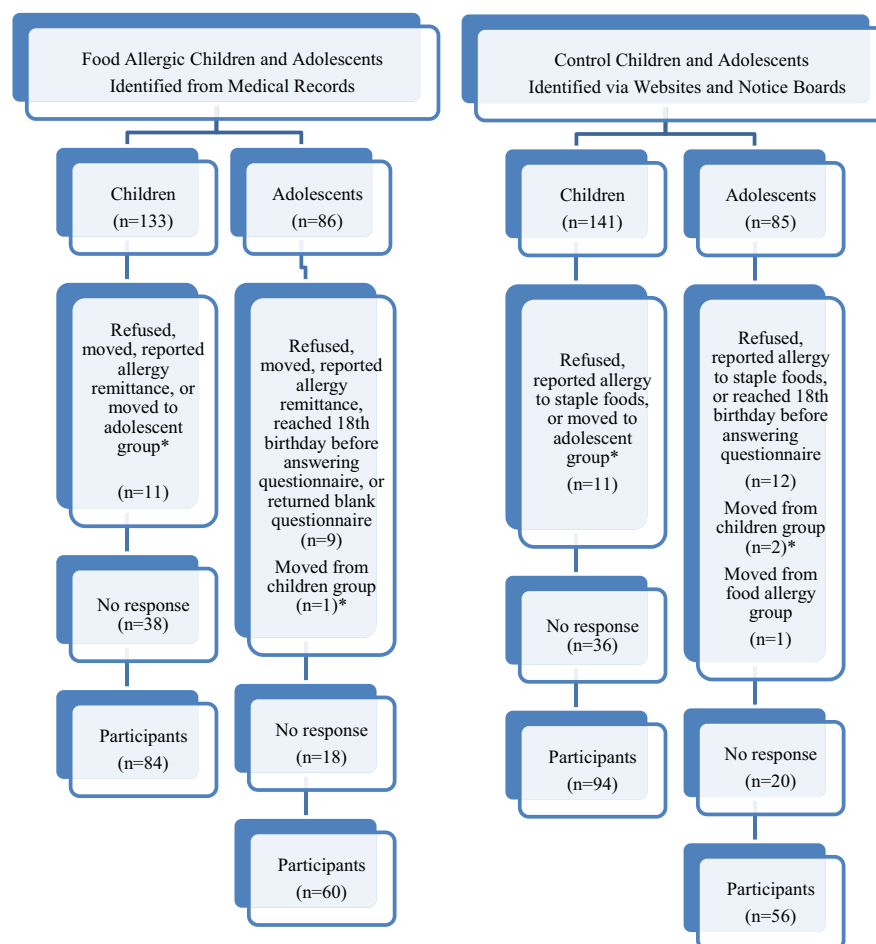 Food Allergic Children and Adolescents
Identified from Medical Records
Children
(n=133)
Refused,
moved, reported
allergy
remittance, or
moved to
adolescent
group*
(n=11)
No response
(n=38)
Participants
(n=84)
Adolescents
(n=86)
Refused,
moved, reported
allergy
remittance,
reached 18th
birthday before
answering
questionnaire, or
returned blank
questionnaire
(n=9)
Moved from
children group
(n=1)*
No response
(n=18)
Participants
(n=60)
Control Children and Adolescents
Identified via Websites and Notice Boards
Children
(n=141)
Refused,
reported allergy
to staple foods,
or moved to
adolescent
group*
(n=11)
No response
(n=36)
Participants
(n=94)
Adolescents
(n=85)
Refused,
reported allergy
to staple foods,
or reached 18th
birthday before
answering
questionnaire
(n=12)
Moved from
children group
(n=2)*
Moved from
food allergy
group
(n=1)
No response
(n=20)
Participants
(n=56)